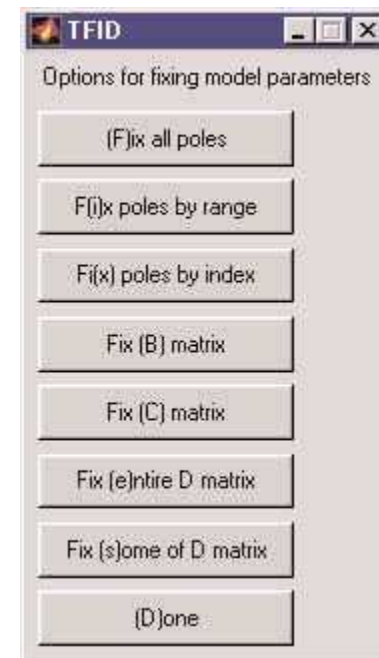 TFID
Options for fixing model parameters
(F)ix all poles
F(i)x poles by range
Fi(x) poles by index
Fix (B) matrix
Fix (C) matrix
Fix (e)ntire D matrix
Fix (s)ome of D matrix
(D)one